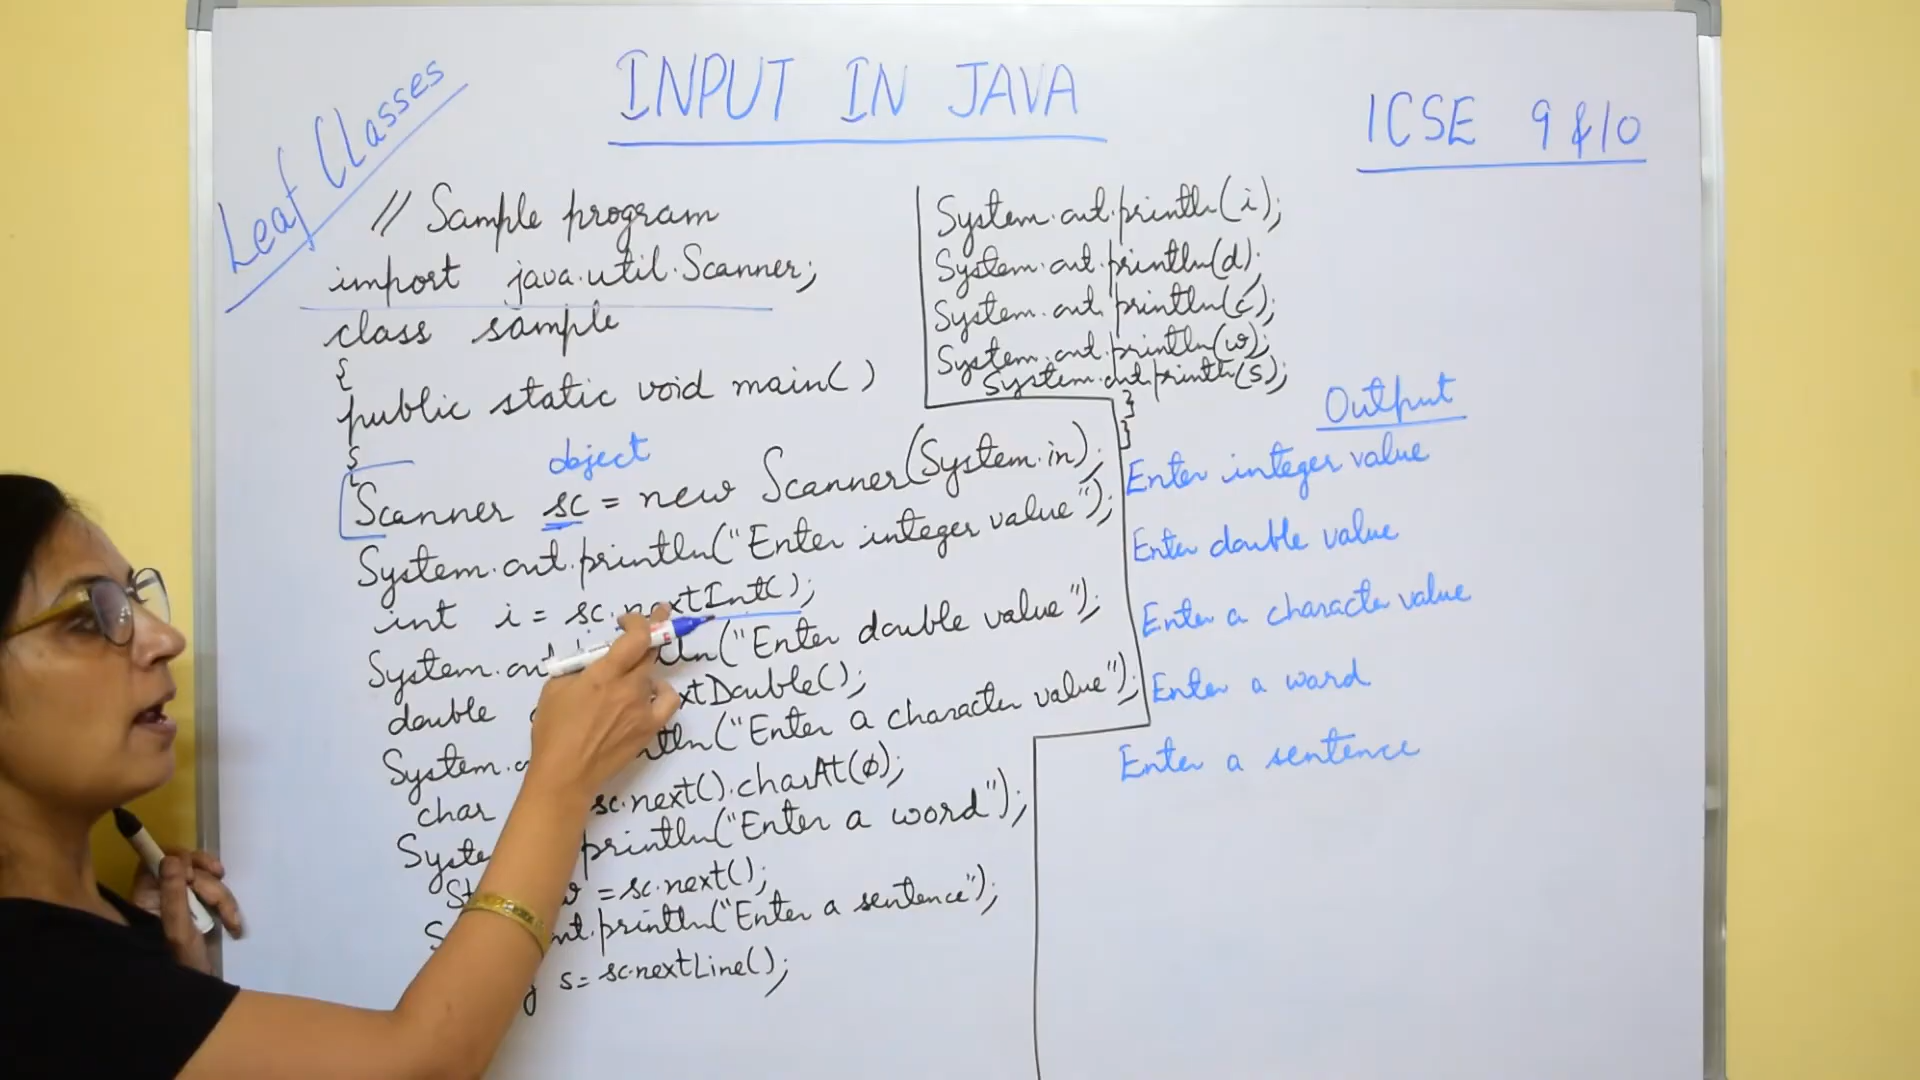 Leaf Classes
INPUT IN JAVA
ICSE 9 & 10
// Sample program
import java.util.Scanner;
class sample
{
public static void main()
{
object
Scanner sc = new Scanner(System.in);
System.out.println("Enter integer value");
int i = sc.nextInt();
System.out ln("Enter double value");
double xtDouble();
System.o tln("Enter a character value");
char sc.next().charAt(0);
Syste println("Enter a word");
St = sc.next();
S nt.println("Enter a sentence");
g s = sc.nextLine();
System.out.println(i);
System.out.println(d);
System.out.println(c);
System.out.println(w);
System.out.println(s);
}
}
Output
Enter integer value
Enter double value
Enter a character value
Enter a word
Enter a sentence